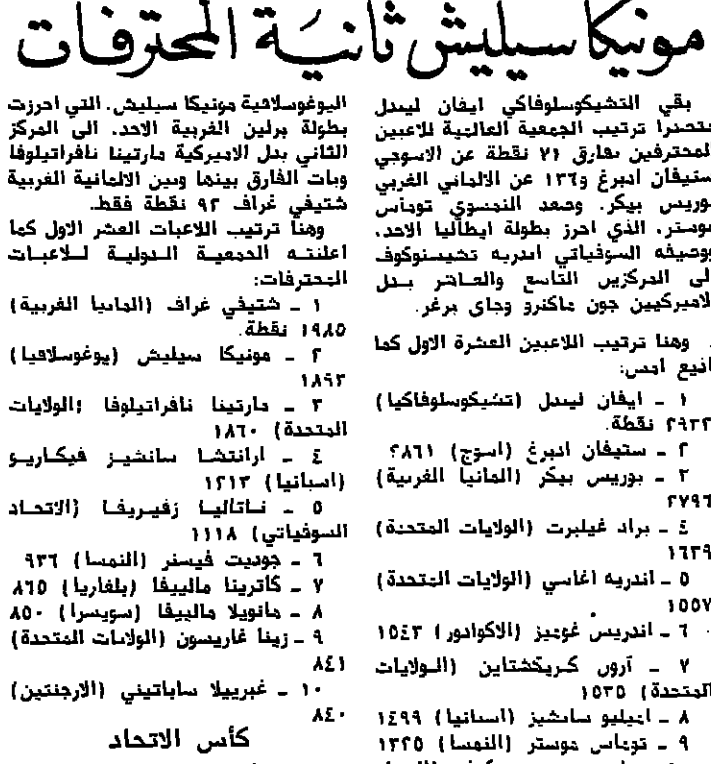 مونيكا سيليش ثانية المحترفات
بقي التشيكوسلوفاكي ايفان ليندل
متصدرا ترتيب الجمعية العالمية للاعبين
المحترفين بفارق ٧١ نقطة عن الاسوجي
ستيفان ادبرغ و١٣٦ عن الالماني الغربي
بوريس بيكر. وصعد النمسوي توماس
موستر، الذي احرز بطولة ايطاليا الاحد،
ووصيفه السوفياتي اندريه تشيسنوكوف
الى المركزين التاسع والعاشر بدل
الاميركيين جون ماكنرو وجاي برغر.
وهنا ترتيب اللاعبين العشرة الاول كما
اذيع امس:
١ ـ ايفان ليندل (تشيكوسلوفاكيا)
٢٩٣٢ نقطة.
٢ ـ ستيفان ادبرغ (اسوج) ٢٨٦١
٣ ـ بوريس بيكر (المانيا الغربية)
٢٧٩٦
٤ ـ براد غيلبرت (الولايات المتحدة)
١٦٣٩
٥ ـ اندريه اغاسي (الولايات المتحدة)
١٥٥٧
٦ ـ اندريس غوميز (الاكوادور) ١٥٤٣
٧ ـ آرون كريكشتاين (الولايات
المتحدة) ١٥٣٥
٨ ـ اميليو سانشيز (اسبانيا) ١٤٩٩
٩ ـ توماس موستر (النمسا) ١٣٢٥
اليوغوسلافية مونيكا سيليش، التي احرزت
بطولة برلين الغربية الاحد، الى المركز
الثاني بدل الاميركية مارتينا نافراتيلوفا
وبات الفارق بينها وبين الالمانية الغربية
شتيفي غراف ٩٢ نقطة فقط.
وهنا ترتيب اللاعبات العشر الاول كما
اعلنته الجمعية الدولية للاعبات
المحترفات:
١ ـ شتيفي غراف (المانيا الغربية)
١٩٨٥ نقطة.
٢ ـ مونيكا سيليش (يوغوسلافيا)
١٨٩٣
٣ ـ مارتينا نافراتيلوفا (الولايات
المتحدة) ١٨٦٠
٤ ـ ارانتشا سانشيز فيكاريو
(اسبانيا) ١٢١٣
٥ ـ ناتاليا زفيريفا (الاتحاد
السوفياتي) ١١١٨
٦ ـ جوديت فيسنر (النمسا) ٩٣٦
٧ ـ كاترينا مالييفا (بلغاريا) ٨٦٥
٨ ـ مانويلا مالييفا (سويسرا) ٨٥٠
٩ ـ زينا غاريسون (الولايات المتحدة)
٨٤١
١٠ ـ غبرييلا ساباتيني (الارجنتين)
٨٤٠
كأس الاتحاد